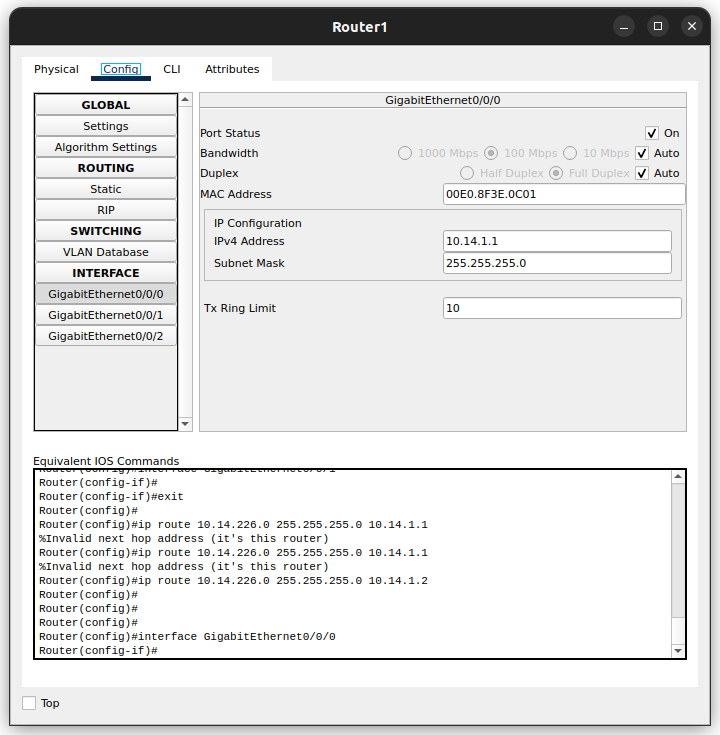 Router1
Physical Config CLI Attributes
GLOBAL
Settings
Algorithm Settings
ROUTING
Static
RIP
SWITCHING
VLAN Database
INTERFACE
GigabitEthernet0/0/0
GigabitEthernet0/0/1
GigabitEthernet0/0/2
GigabitEthernet0/0/0
Port Status On
Bandwidth 1000 Mbps 100 Mbps 10 Mbps Auto
Duplex Half Duplex Full Duplex Auto
MAC Address 00E0.8F3E.0C01
IP Configuration
IPv4 Address 10.14.1.1
Subnet Mask 255.255.255.0
Tx Ring Limit 10
Equivalent IOS Commands
Router(config)#interface GigabitEthernet0/0/1
Router(config-if)#
Router(config-if)#exit
Router(config)#
Router(config)#ip route 10.14.226.0 255.255.255.0 10.14.1.1
%Invalid next hop address (it's this router)
Router(config)#ip route 10.14.226.0 255.255.255.0 10.14.1.1
%Invalid next hop address (it's this router)
Router(config)#ip route 10.14.226.0 255.255.255.0 10.14.1.2
Router(config)#
Router(config)#
Router(config)#
Router(config)#interface GigabitEthernet0/0/0
Router(config-if)#
Top